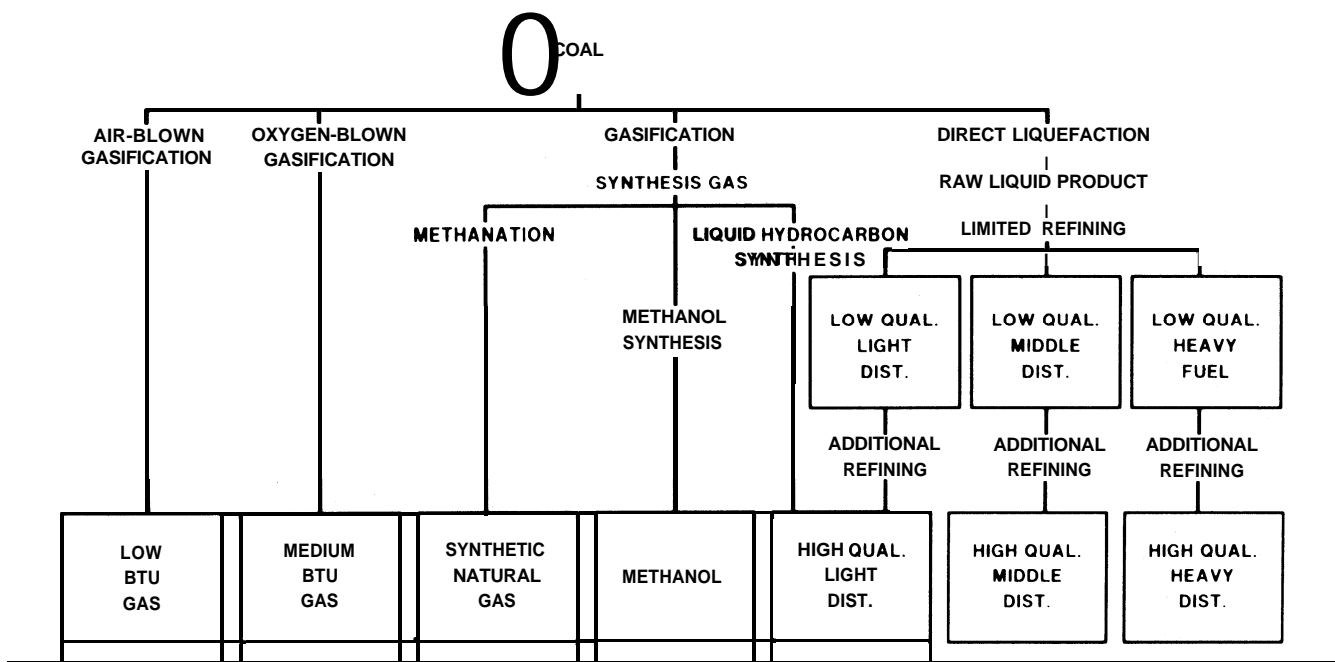 0 COAL
AIR-BLOWN
GASIFICATION
OXYGEN-BLOWN
GASIFICATION
GASIFICATION
DIRECT LIQUEFACTION
SYNTHESIS GAS
RAW LIQUID PRODUCT
METHANATION
LIQUID HYDROCARBON
SYNTHESIS
LIMITED REFINING
METHANOL
SYNTHESIS
LOW QUAL.
LIGHT
DIST.
LOW QUAL.
MIDDLE
DIST.
LOW QUAL.
HEAVY
FUEL
ADDITIONAL
REFINING
ADDITIONAL
REFINING
ADDITIONAL
REFINING
LOW
BTU
GAS
MEDIUM
BTU
GAS
SYNTHETIC
NATURAL
GAS
METHANOL
HIGH QUAL.
LIGHT
DIST.
HIGH QUAL.
MIDDLE
DIST.
HIGH QUAL.
HEAVY
DIST.